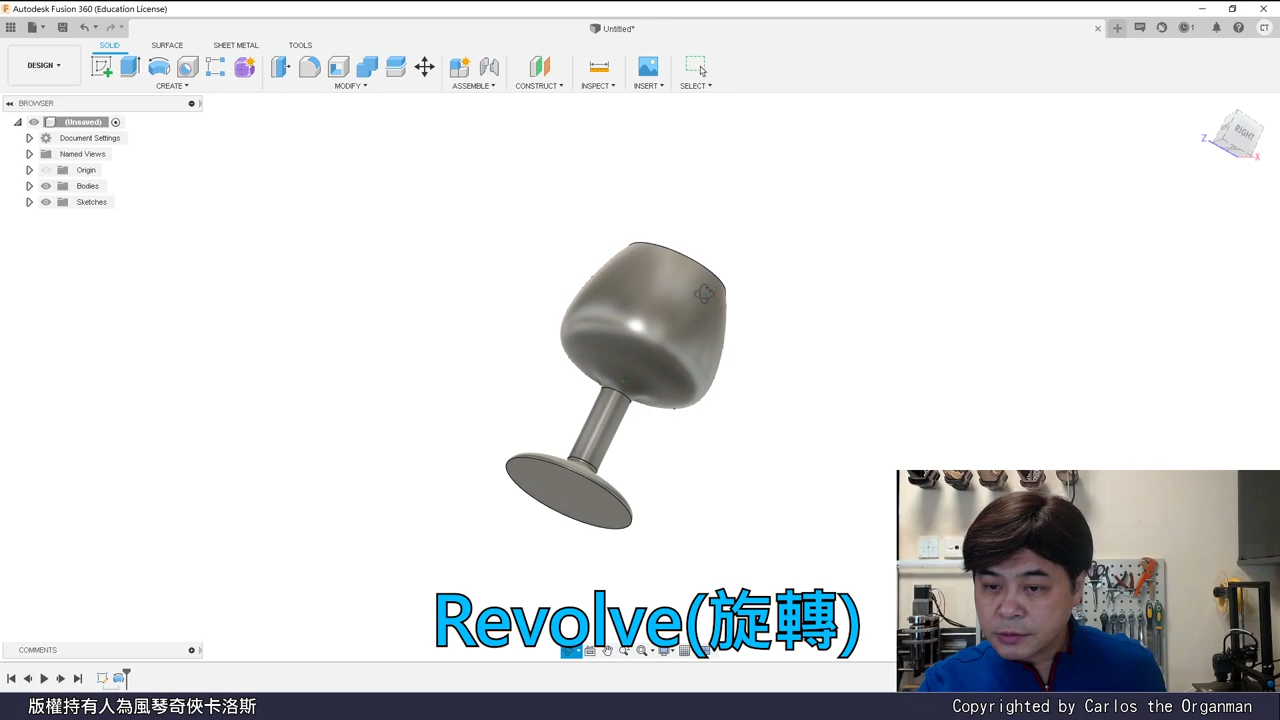 Autodesk Fusion 360 (Education License)
Untitled*
1
CT
SOLID
SURFACE
SHEET METAL
TOOLS
DESIGN
CREATE
MODIFY
ASSEMBLE
CONSTRUCT
INSPECT
INSERT
SELECT
BROWSER
(Unsaved)
Document Settings
Named Views
Origin
Bodies
Sketches
RIGHT
Z
X
Revolve(旋轉)
COMMENTS
版權持有人為風琴奇俠卡洛斯
Copyrighted by Carlos the Organman